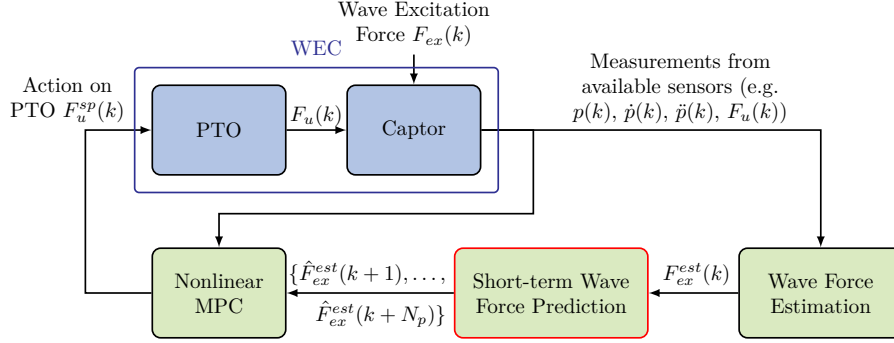 Wave Excitation
Force $F_{ex}(k)$
WEC
Action on
PTO $F_u^{sp}(k)$
PTO
$F_u(k)$
Captor
Measurements from
available sensors (e.g.
$p(k)$, $\dot{p}(k)$, $\ddot{p}(k)$, $F_u(k)$)
Nonlinear
MPC
$\{\hat{F}_{ex}^{est}(k+1), \ldots,$
$\hat{F}_{ex}^{est}(k+N_p)\}$
Short-term Wave
Force Prediction
$F_{ex}^{est}(k)$
Wave Force
Estimation